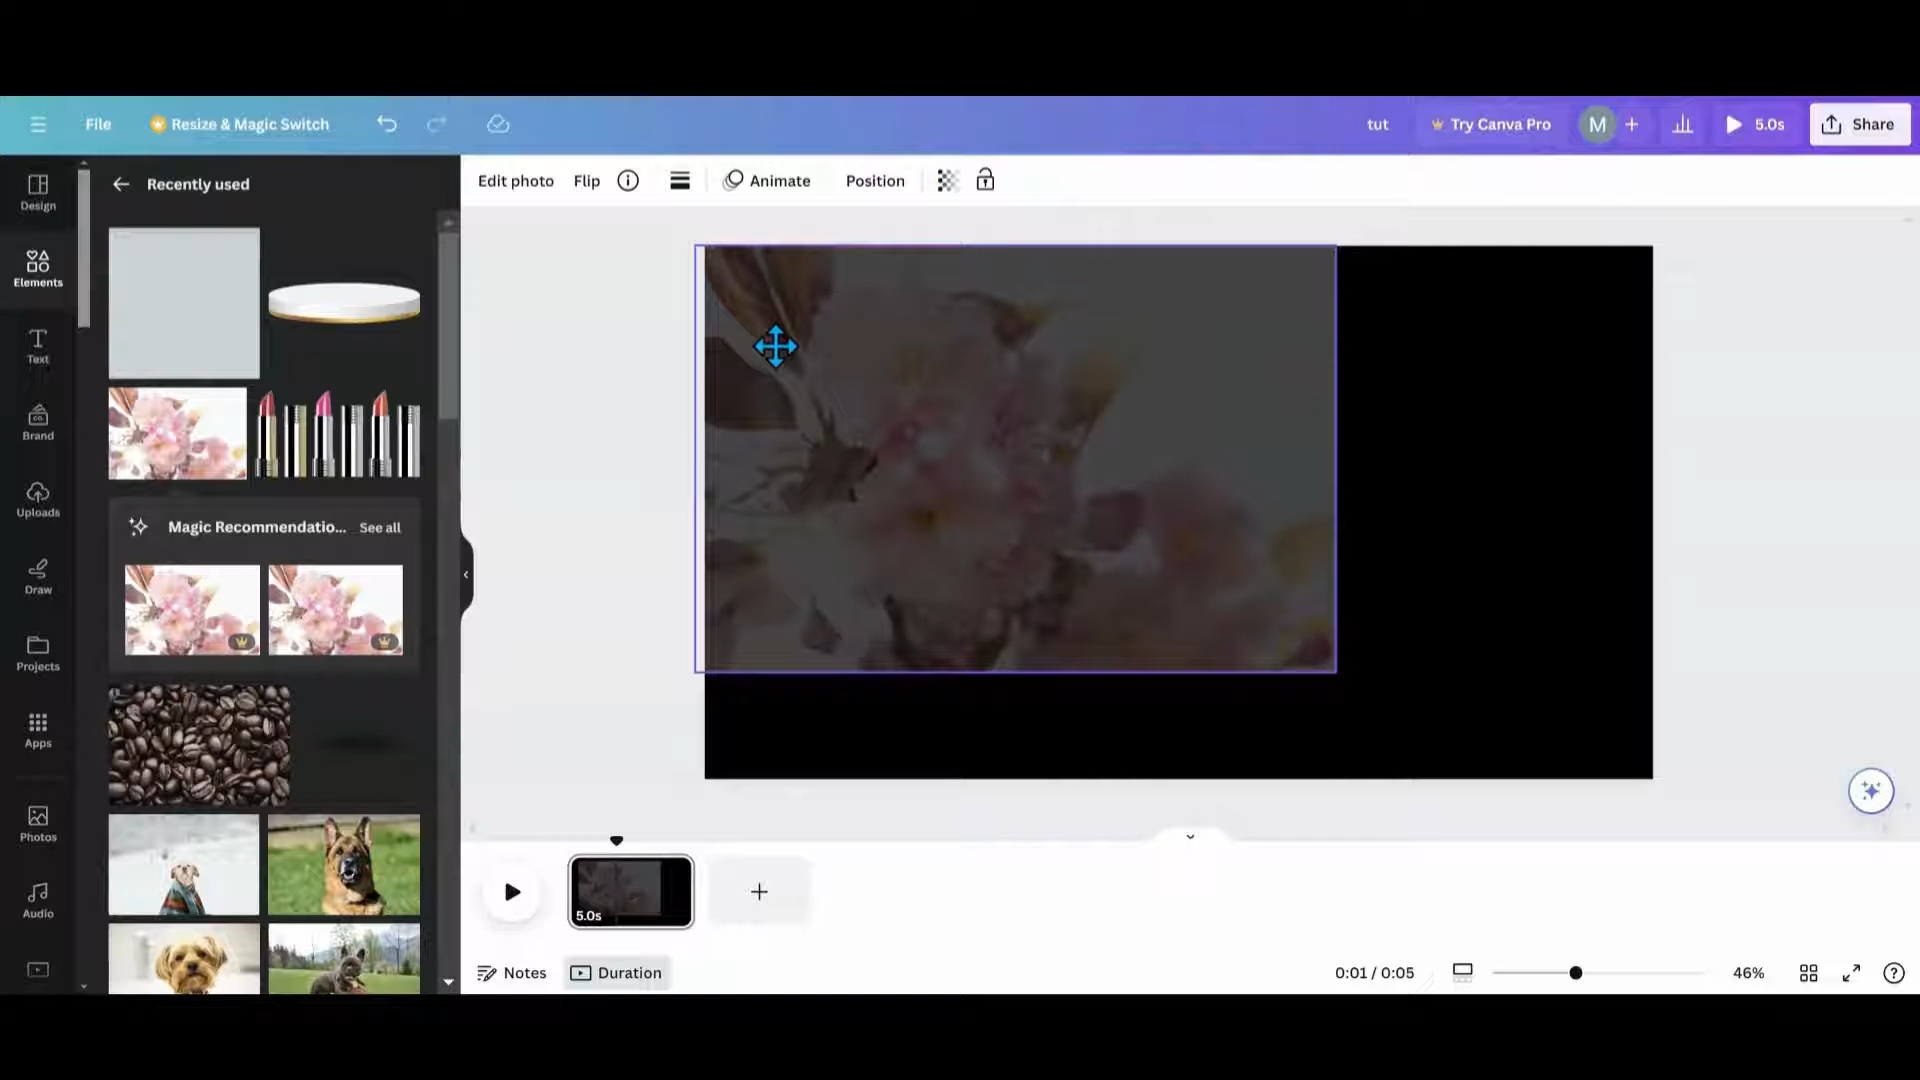 File
Resize & Magic Switch
tut
Try Canva Pro
M
5.0s
Share
Design
Elements
Text
Brand
Uploads
Draw
Projects
Apps
Photos
Audio
Recently used
Magic Recommendatio...
See all
Edit photo
Flip
Animate
Position
5.0s
Notes
Duration
0:01 / 0:05
46%